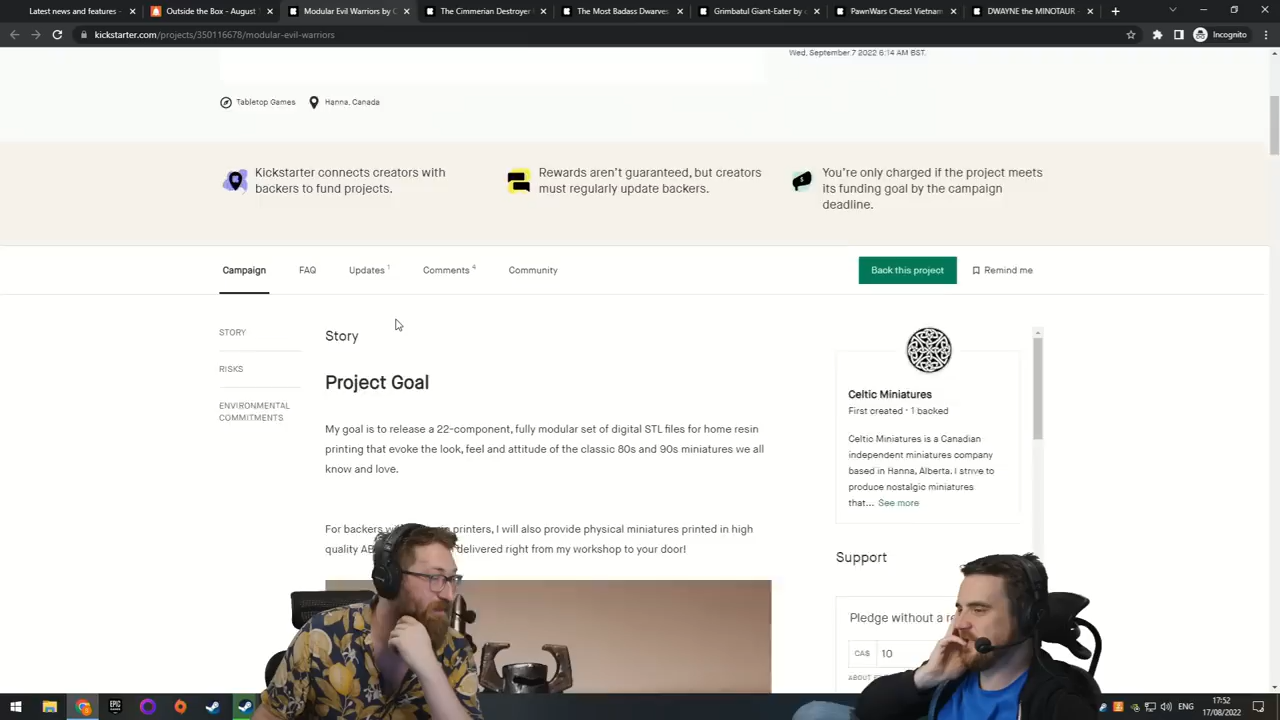 Latest news and features -
Outside the Box - August
Modular Evil Warriors by C
The Cimmerian Destroyer
The Most Badass Dwarves
Grimbatul Giant-Eater by
PawnWars Chess! Vietnam
DWAYNE the MINOTAUR
kickstarter.com/projects/350116678/modular-evil-warriors
Incognito
Wed, September 7 2022 6:14 AM BST.
Tabletop Games
Hanna, Canada
Kickstarter connects creators with
backers to fund projects.
Rewards aren't guaranteed, but creators
must regularly update backers.
You're only charged if the project meets
its funding goal by the campaign
deadline.
Campaign
FAQ
Updates 1
Comments 4
Community
Back this project
Remind me
STORY
RISKS
ENVIRONMENTAL
COMMITMENTS
Story
Project Goal
My goal is to release a 22-component, fully modular set of digital STL files for home resin
printing that evoke the look, feel and attitude of the classic 80s and 90s miniatures we all
know and love.
For backers printers, I will also provide physical miniatures printed in high
quality delivered right from my workshop to your door!
Celtic Miniatures
First created · 1 backed
Celtic Miniatures is a Canadian
independent miniatures company
based in Hanna, Alberta. I strive to
produce nostalgic miniatures
that... See more
Support
Pledge without a re
CA$ 10
ABOUT
EPIC
ENG
17:52
17/08/2022